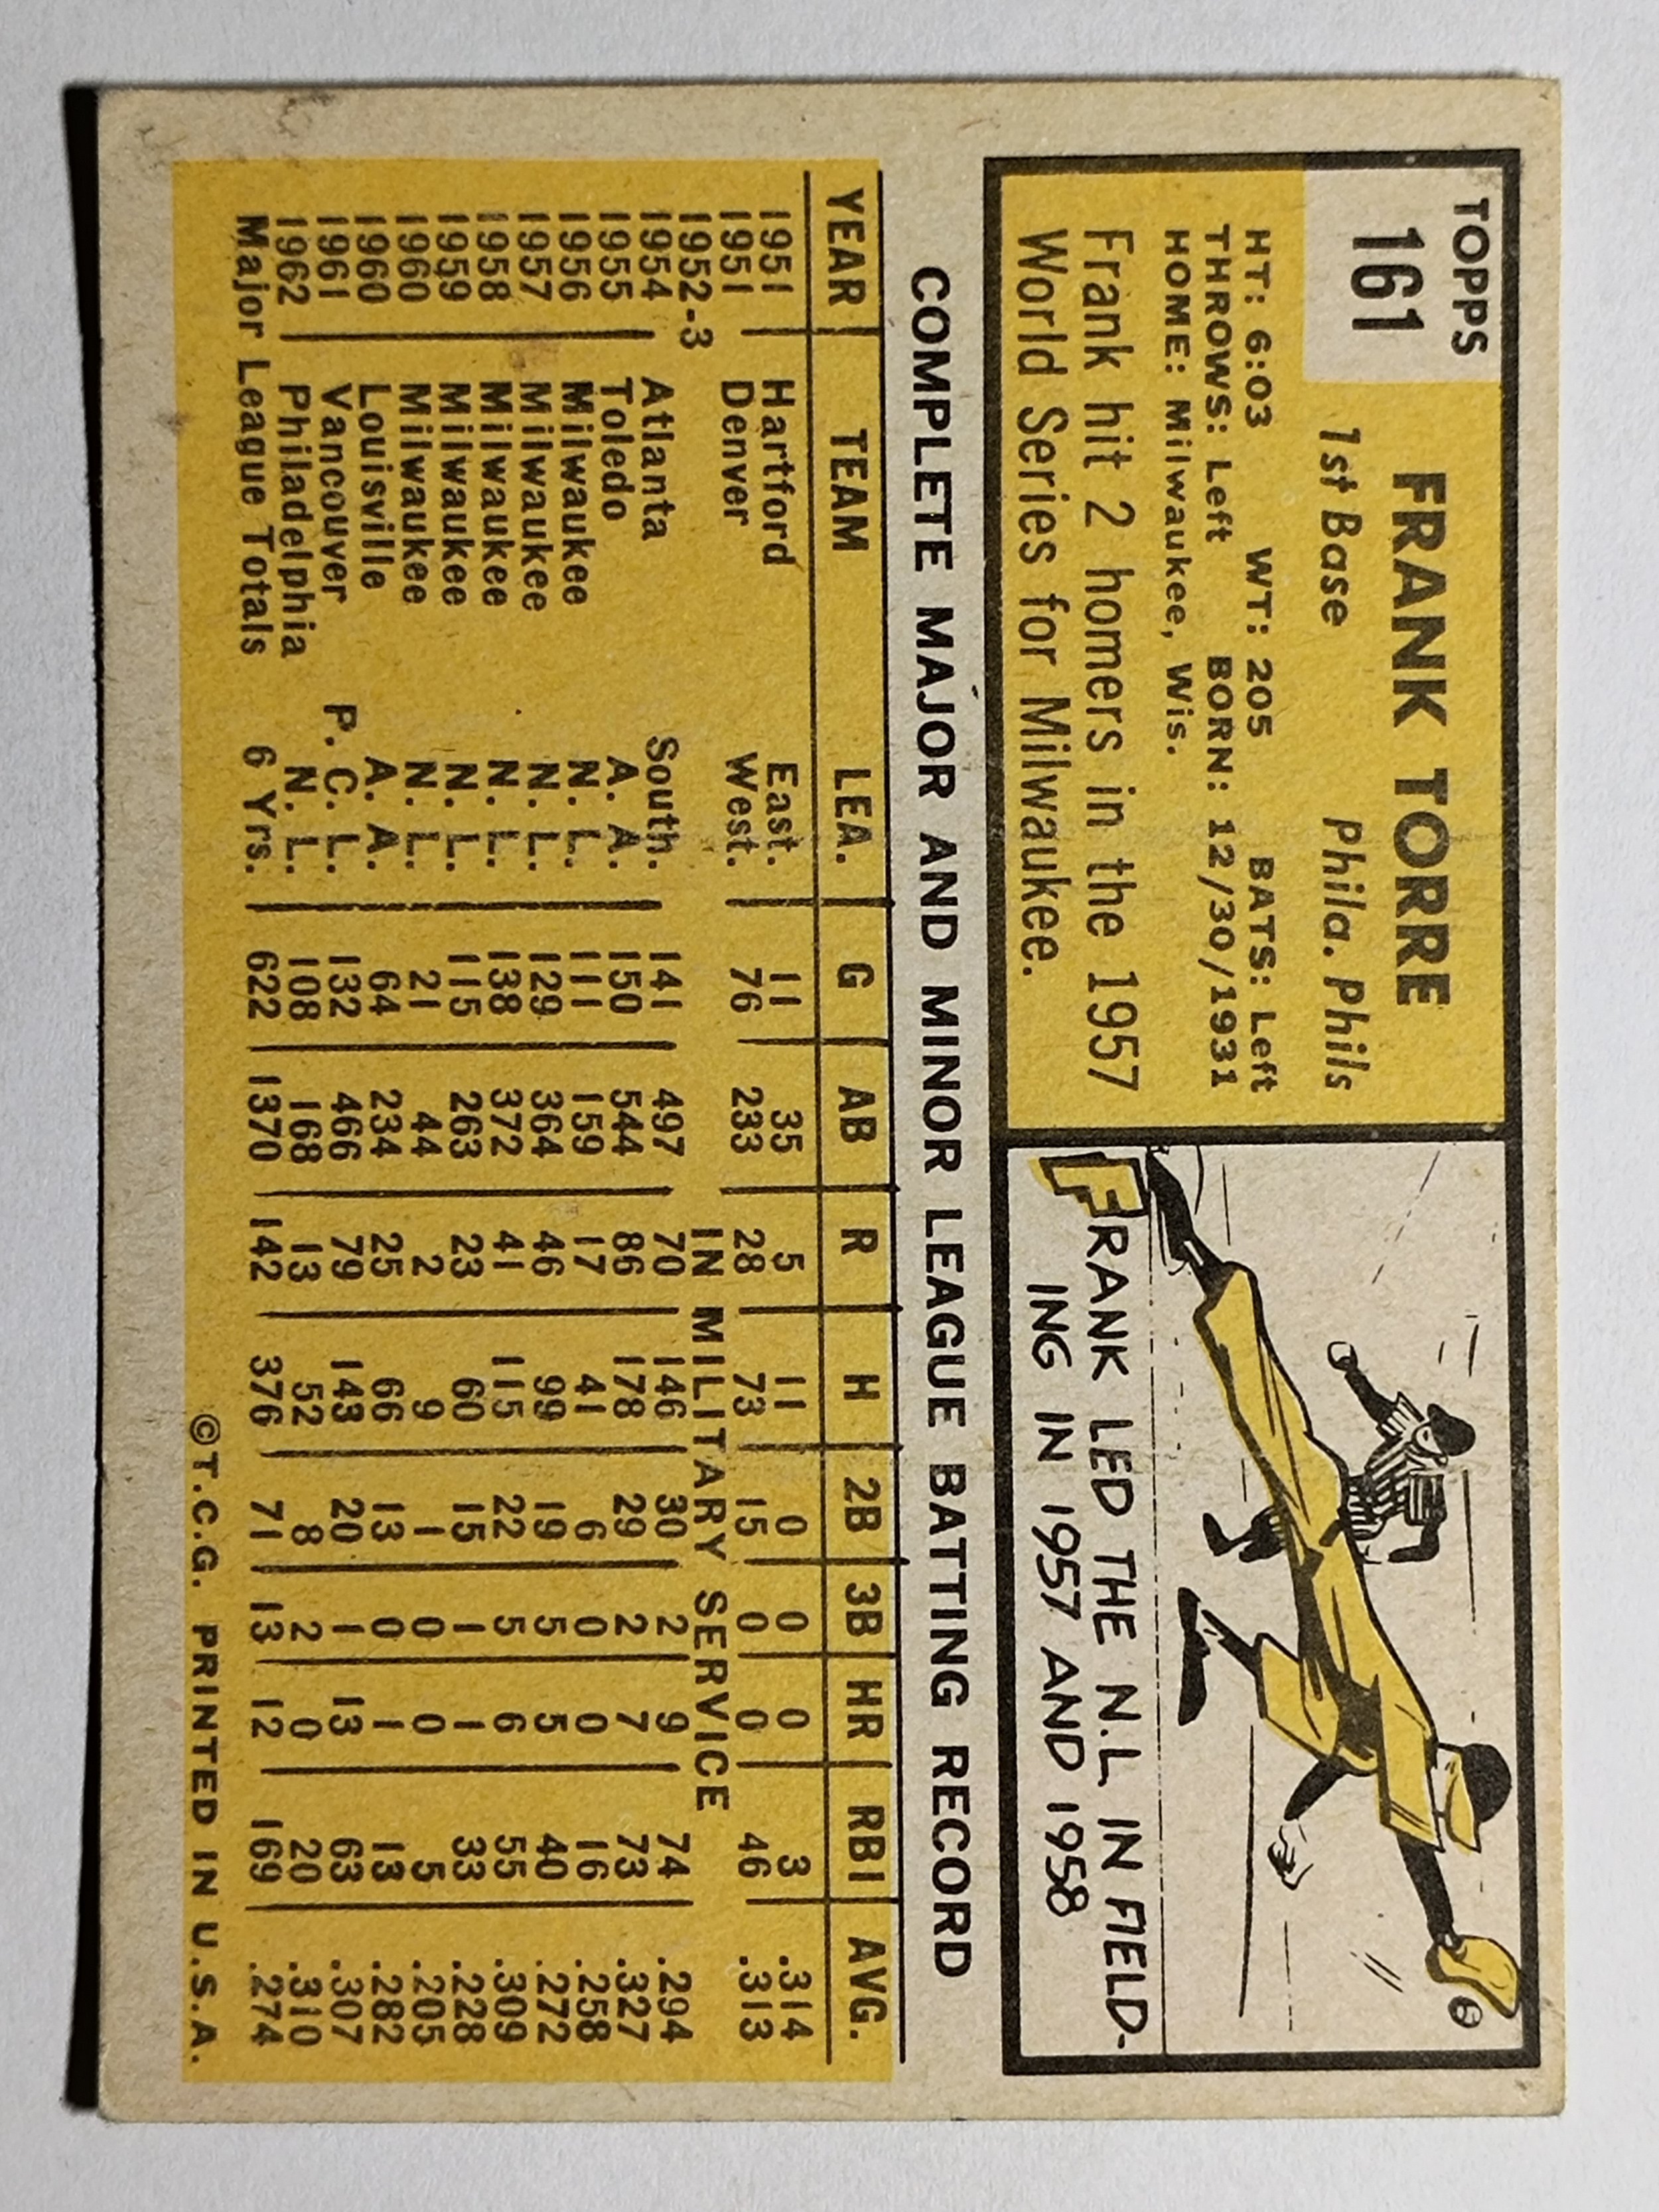 TOPPS
161
FRANK TORRE
1st Base Phila. Phils
HT: 6:03 WT: 205 BATS: Left
THROWS: Left BORN: 12/30/1931
HOME: Milwaukee, Wis.
Frank hit 2 homers in the 1957
World Series for Milwaukee.
FRANK LED THE N.L. IN FIELD-
ING IN 1957 AND 1958
COMPLETE MAJOR AND MINOR LEAGUE BATTING RECORD
YEAR TEAM LEA. G AB R H 2B 3B HR RBI AVG.
1951 Hartford East. 11 35 5 11 0 0 0 3 .314
1951 Denver West. 76 233 28 73 15 0 0 46 .313
1952-3 IN MILITARY SERVICE
1954 Atlanta South. 141 497 70 146 30 2 9 74 .294
1955 Toledo A. A. 150 544 86 178 29 2 7 73 .327
1956 Milwaukee N. L. 111 159 17 41 6 0 0 16 .258
1957 Milwaukee N. L. 129 364 46 99 19 5 5 40 .272
1958 Milwaukee N. L. 138 372 41 115 22 5 6 55 .309
1959 Milwaukee N. L. 115 263 23 60 15 1 1 33 .228
1960 Milwaukee N. L. 21 44 2 9 1 0 0 5 .205
1960 Louisville A. A. 64 234 25 66 13 0 1 13 .282
1961 Vancouver P. C. L. 132 466 79 143 20 1 13 63 .307
1962 Philadelphia N. L. 108 168 13 52 8 2 0 20 .310
Major League Totals 6 Yrs. 622 1370 142 376 71 13 12 169 .274
©T.C.G. PRINTED IN U.S.A.